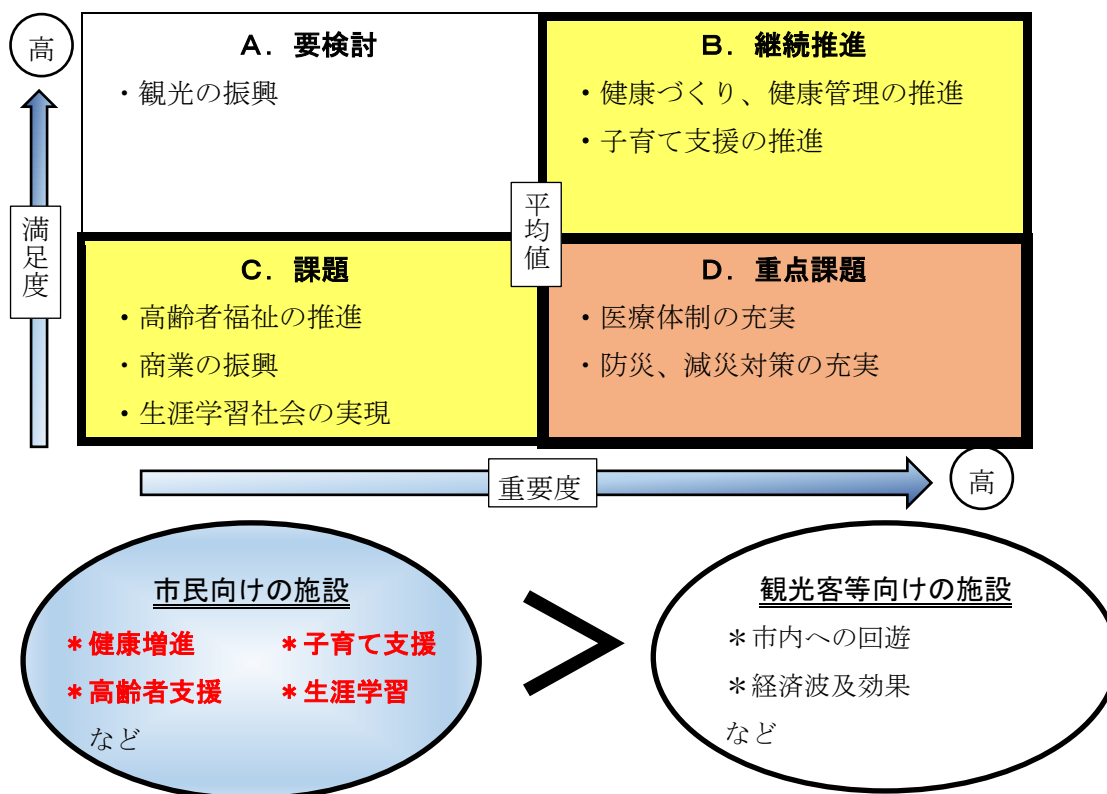 高
満足度
A．要検討
・観光の振興
B．継続推進
・健康づくり、健康管理の推進
・子育て支援の推進
平均値
C．課題
・高齢者福祉の推進
・商業の振興
・生涯学習社会の実現
D．重点課題
・医療体制の充実
・防災、減災対策の充実
重要度
高
市民向けの施設
＊健康増進 ＊子育て支援
＊高齢者支援 ＊生涯学習
など
＞
観光客等向けの施設
＊市内への回遊
＊経済波及効果
など